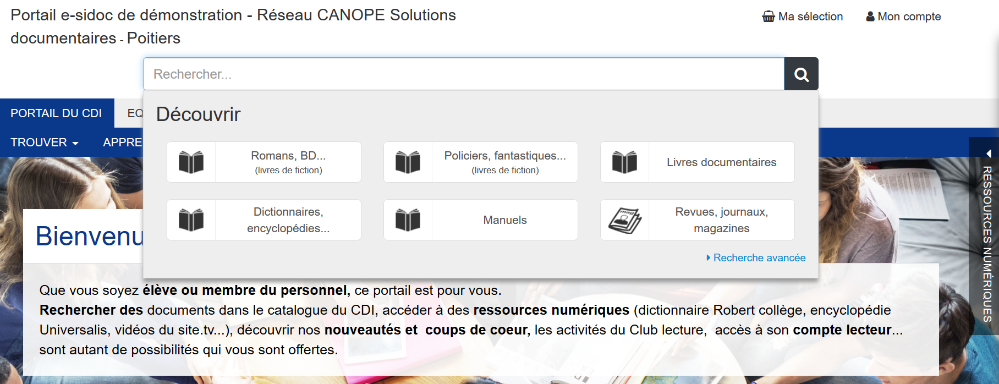 Portail e-sidoc de démonstration - Réseau CANOPE Solutions
documentaires - Poitiers
Ma sélection
Mon compte
Rechercher...
PORTAIL DU CDI
EQ
Découvrir
TROUVER
APPRE
Romans, BD...
(livres de fiction)
Policiers, fantastiques...
(livres de fiction)
Livres documentaires
Dictionnaires,
encyclopédies...
Manuels
mag
Revues, journaux,
magazines
Recherche avancée
RESSOURCES NUMÉRIQUES
Bienvenu
Que vous soyez élève ou membre du personnel, ce portail est pour vous.
Rechercher des documents dans le catalogue du CDI, accéder à des ressources numériques (dictionnaire Robert collège, encyclopédie
Universalis, vidéos du site.tv...), découvrir nos nouveautés et  coups de coeur, les activités du Club lecture,  accès à son compte lecteur...
sont autant de possibilités qui vous sont offertes.